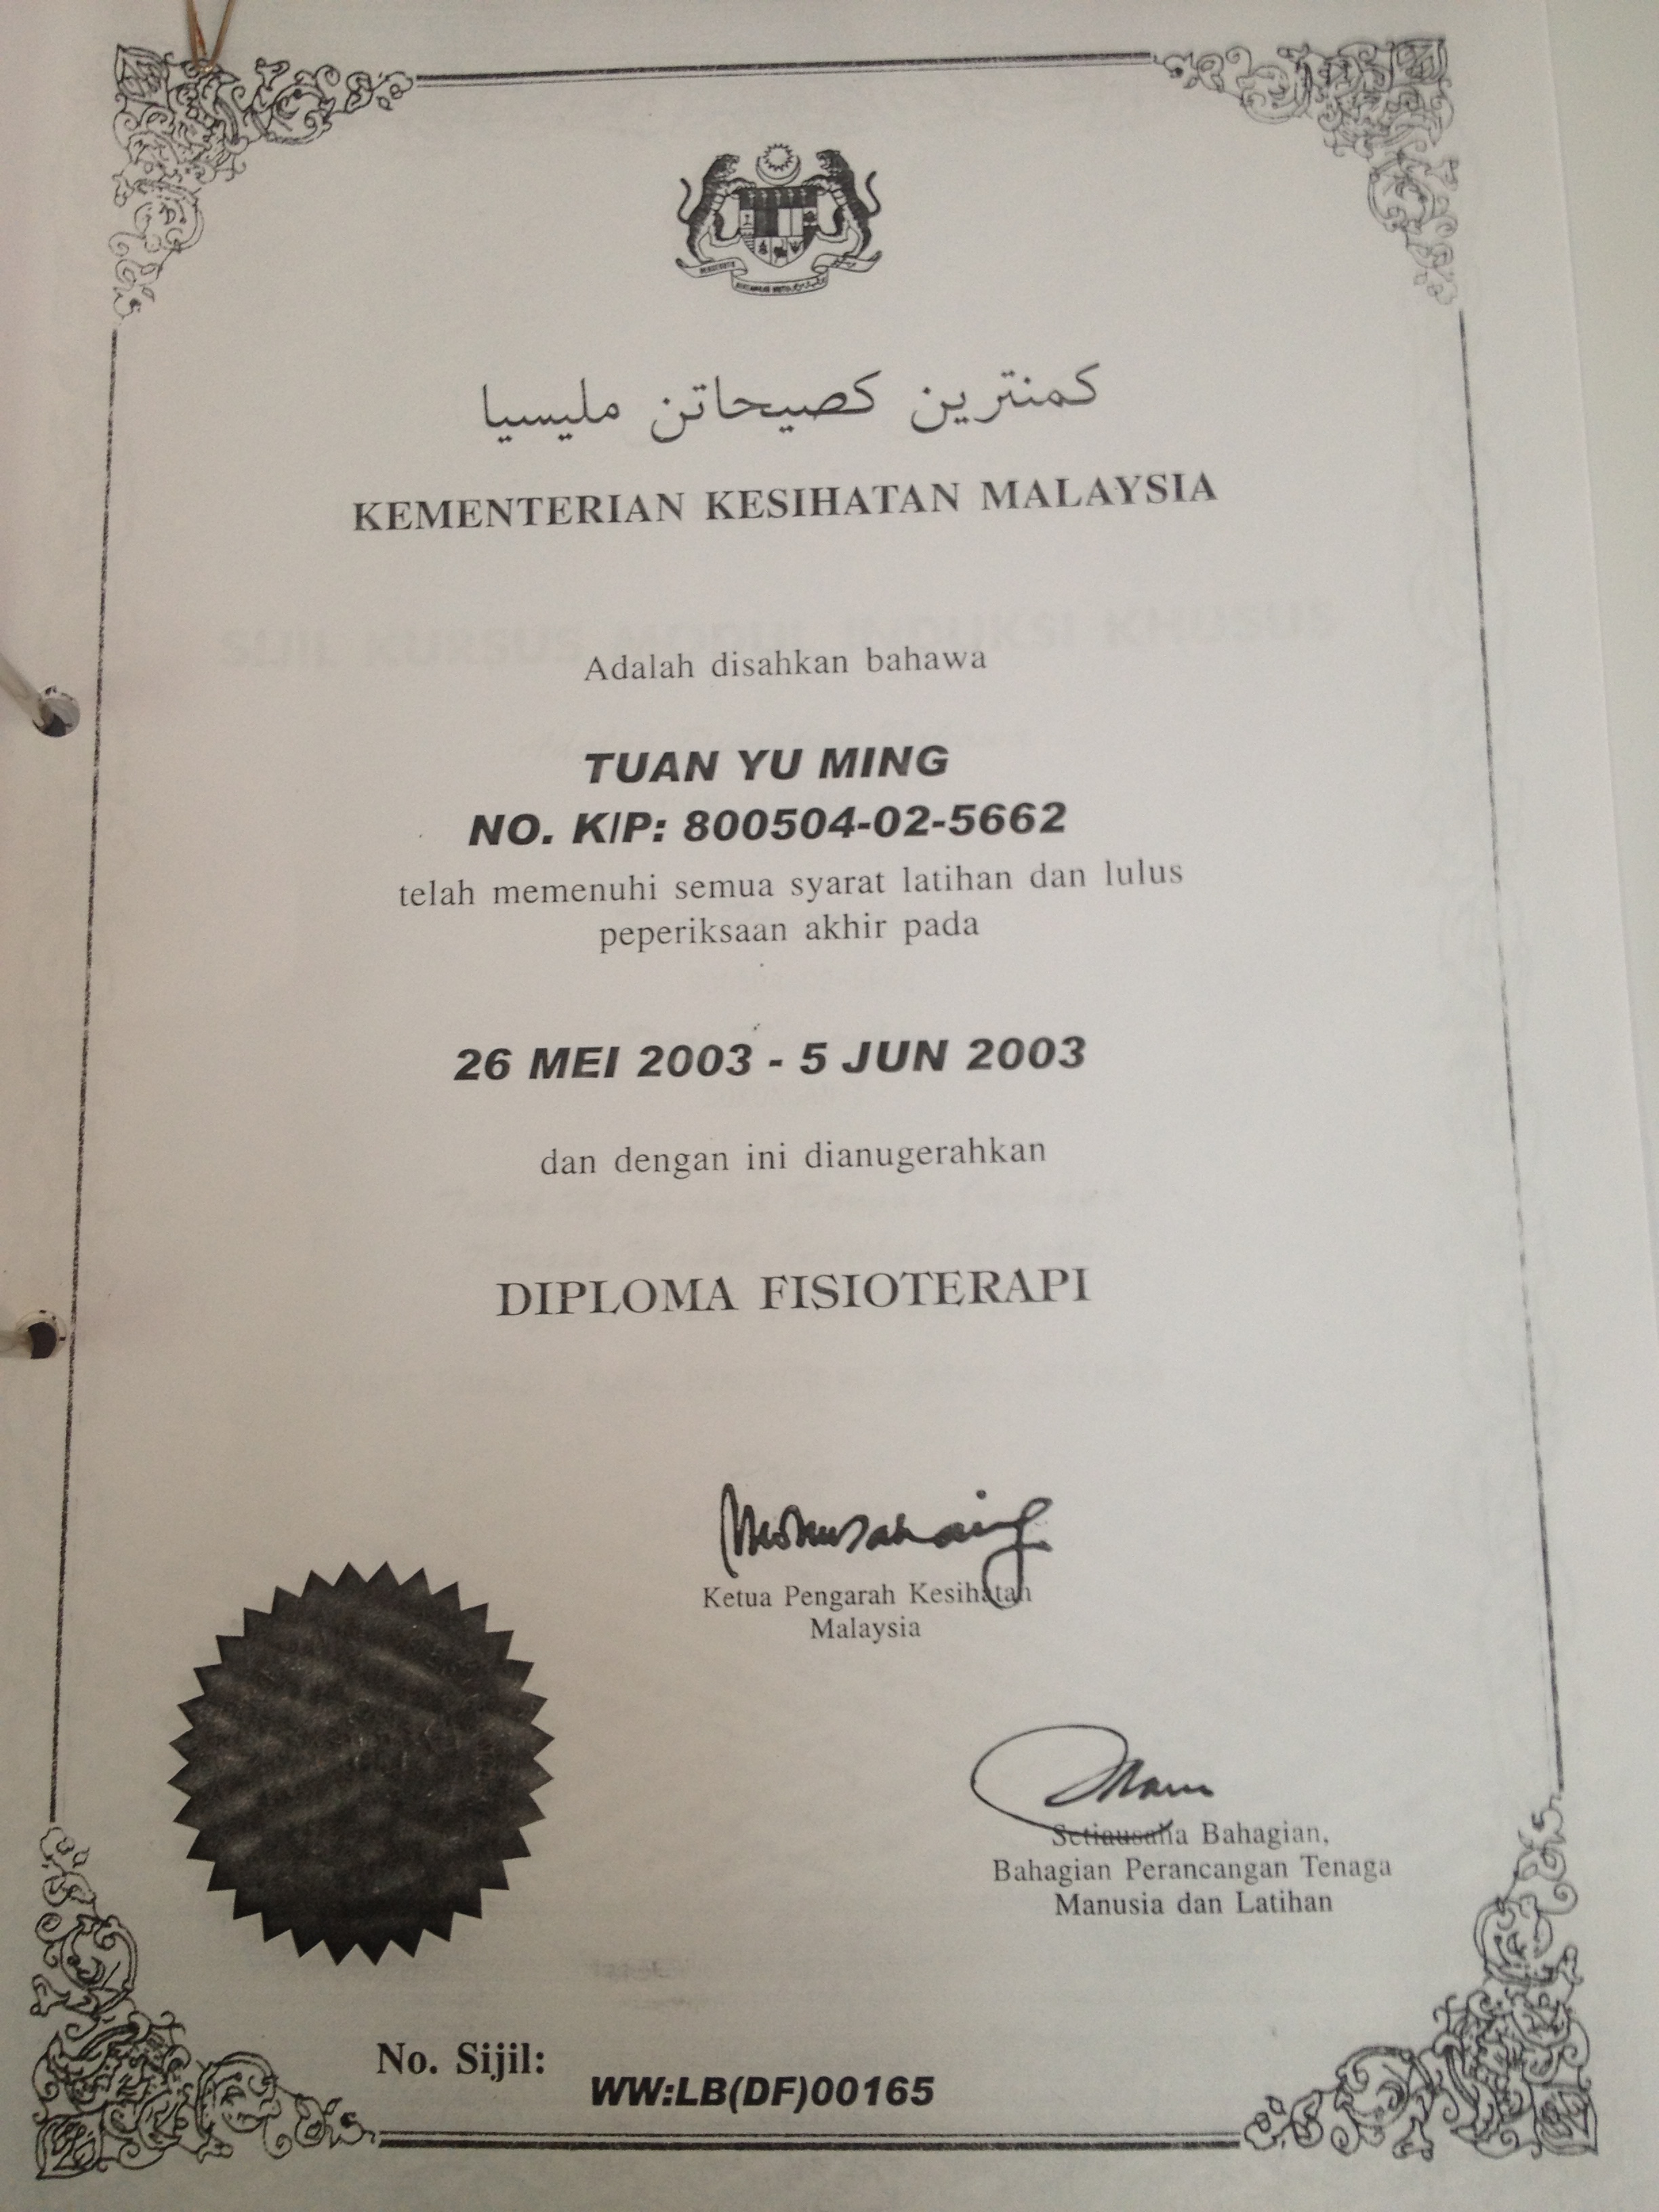 كمنترين كصيحاتن مليسيا
KEMENTERIAN KESIHATAN MALAYSIA
Adalah disahkan bahawa
TUAN YU MING
NO. K/P: 800504-02-5662
telah memenuhi semua syarat latihan dan lulus
peperiksaan akhir pada
26 MEI 2003 - 5 JUN 2003
dan dengan ini dianugerahkan
DIPLOMA FISIOTERAPI
Ketua Pengarah Kesihatan
Malaysia
Setiausaha Bahagian,
Bahagian Perancangan Tenaga
Manusia dan Latihan
No. Sijil:
WW:LB(DF)00165